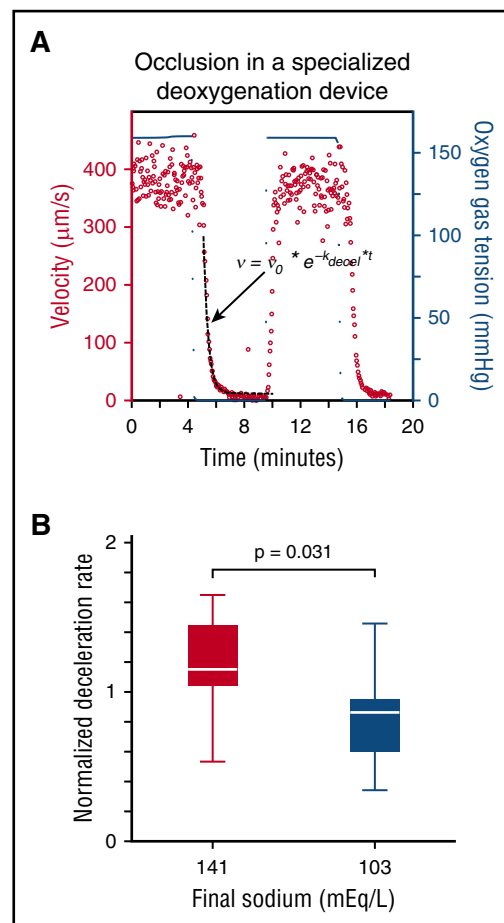 A
Occlusion in a specialized
deoxygenation device
Velocity (μm/s)
400
300
200
100
0
Oxygen gas tension (mmHg)
150
100
50
0
v = v0 * e^−kdecel*t
0 4 8 12 16 20
Time (minutes)
B
p = 0.031
Normalized deceleration rate
2
1
0
141 103
Final sodium (mEq/L)